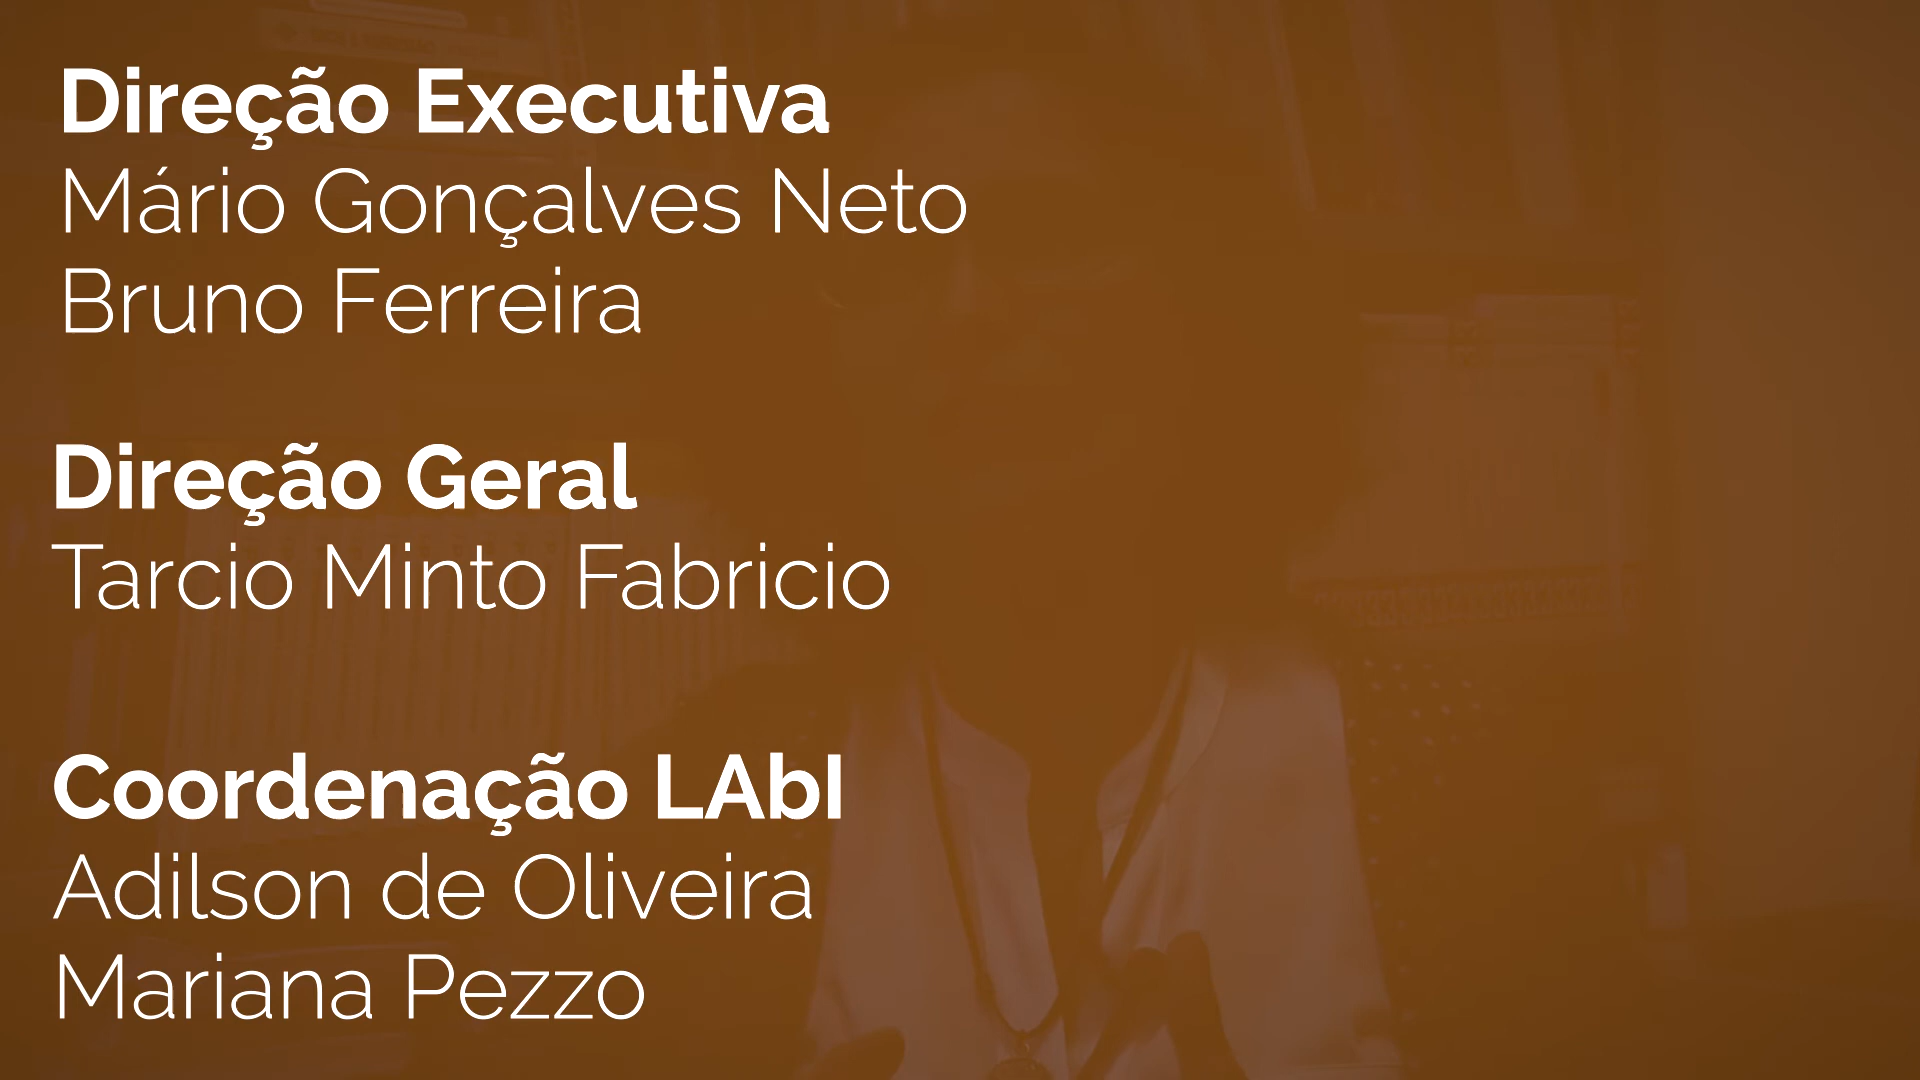 Direção Executiva
Mário Gonçalves Neto
Bruno Ferreira
Direção Geral
Tarcio Minto Fabricio
Coordenação LAbI
Adilson de Oliveira
Mariana Pezzo